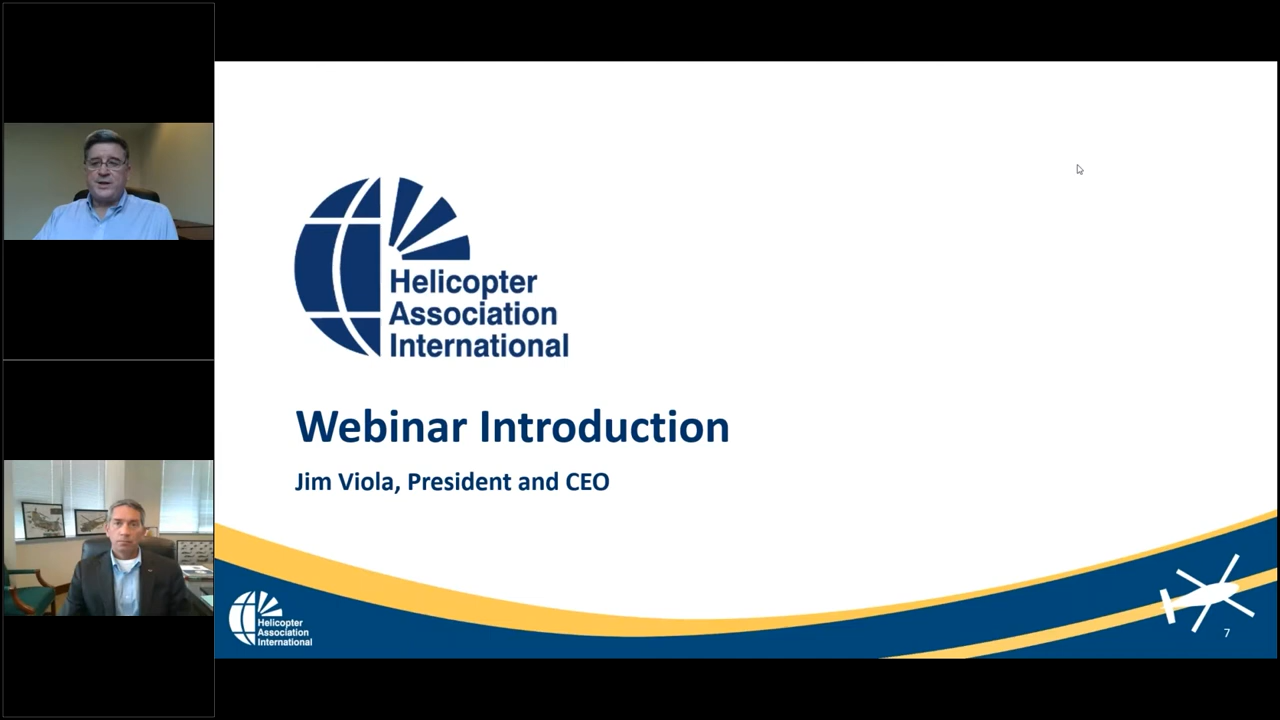 Helicopter
Association
International
Webinar Introduction
Jim Viola, President and CEO
Helicopter
Association
International
7